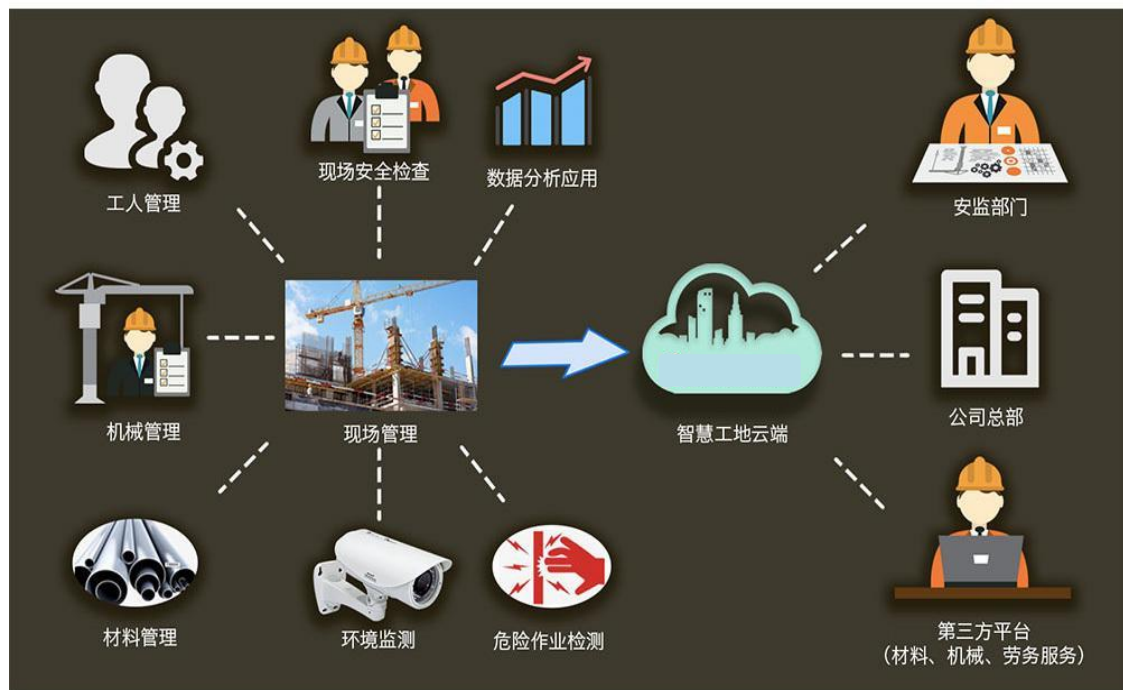 工人管理
现场安全检查
数据分析应用
安监部门
机械管理
现场管理
智慧工地云端
公司总部
材料管理
环境监测
危险作业检测
第三方平台
（材料、机械、劳务服务）